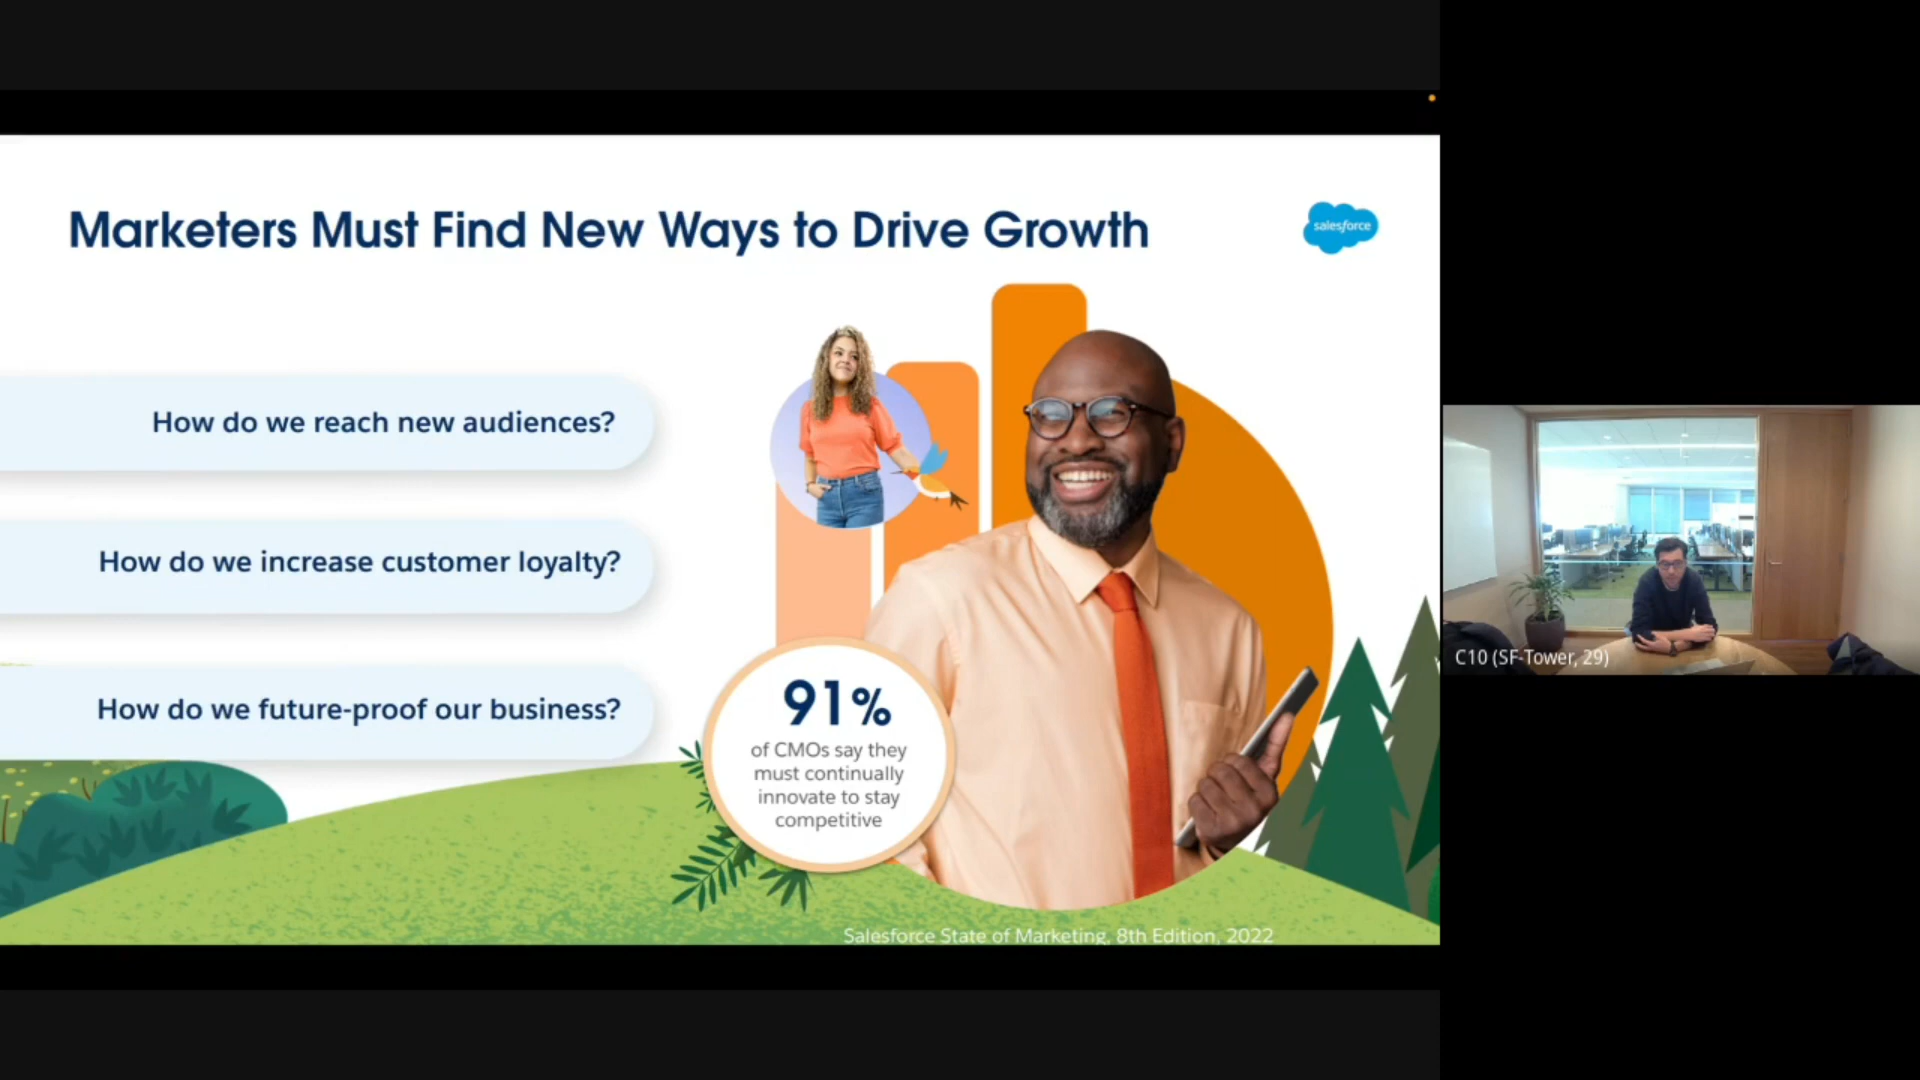 Marketers Must Find New Ways to Drive Growth
salesforce
How do we reach new audiences?
How do we increase customer loyalty?
How do we future-proof our business?
91%
of CMOs say they
must continually
innovate to stay
competitive
Salesforce State of Marketing, 8th Edition, 2022
C10 (SF-Tower, 29)